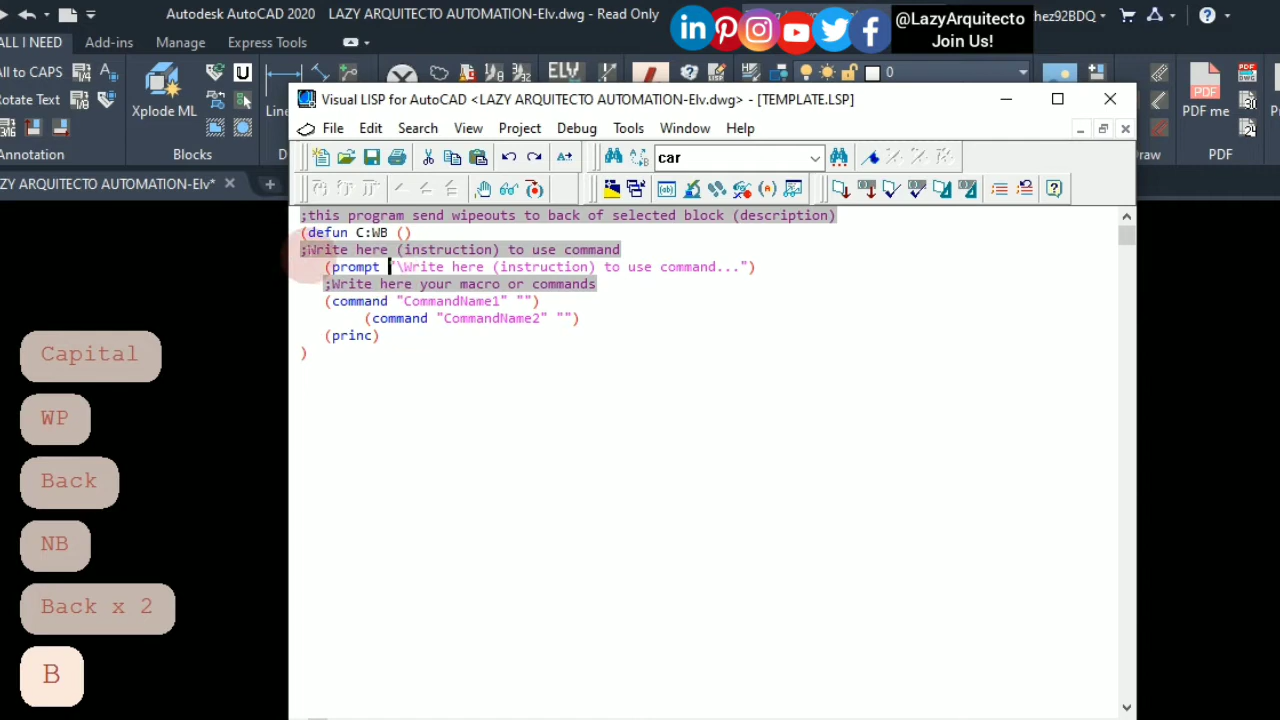 Autodesk AutoCAD 2020 LAZY ARQUITECTO AUTOMATION-Elv.dwg - Read Only
hez92BDQ
@LazyArquitecto
Join Us!
ALL I NEED Add-ins Manage Express Tools
All to CAPS
Rotate Text
Xplode ML
Line
ELV
0
PDF me
Annotation
Blocks
PDF
ZY ARQUITECTO AUTOMATION-Elv*
Visual LISP for AutoCAD <LAZY ARQUITECTO AUTOMATION-Elv.dwg> - [TEMPLATE.LSP]
File Edit Search View Project Debug Tools Window Help
car
;this program send wipeouts to back of selected block (description)
(defun C:WB ()
;Write here (instruction) to use command
(prompt "\Write here (instruction) to use command...")
;Write here your macro or commands
(command "CommandName1" "")
(command "CommandName2" "")
(princ)
)
Capital
WP
Back
NB
Back x 2
B